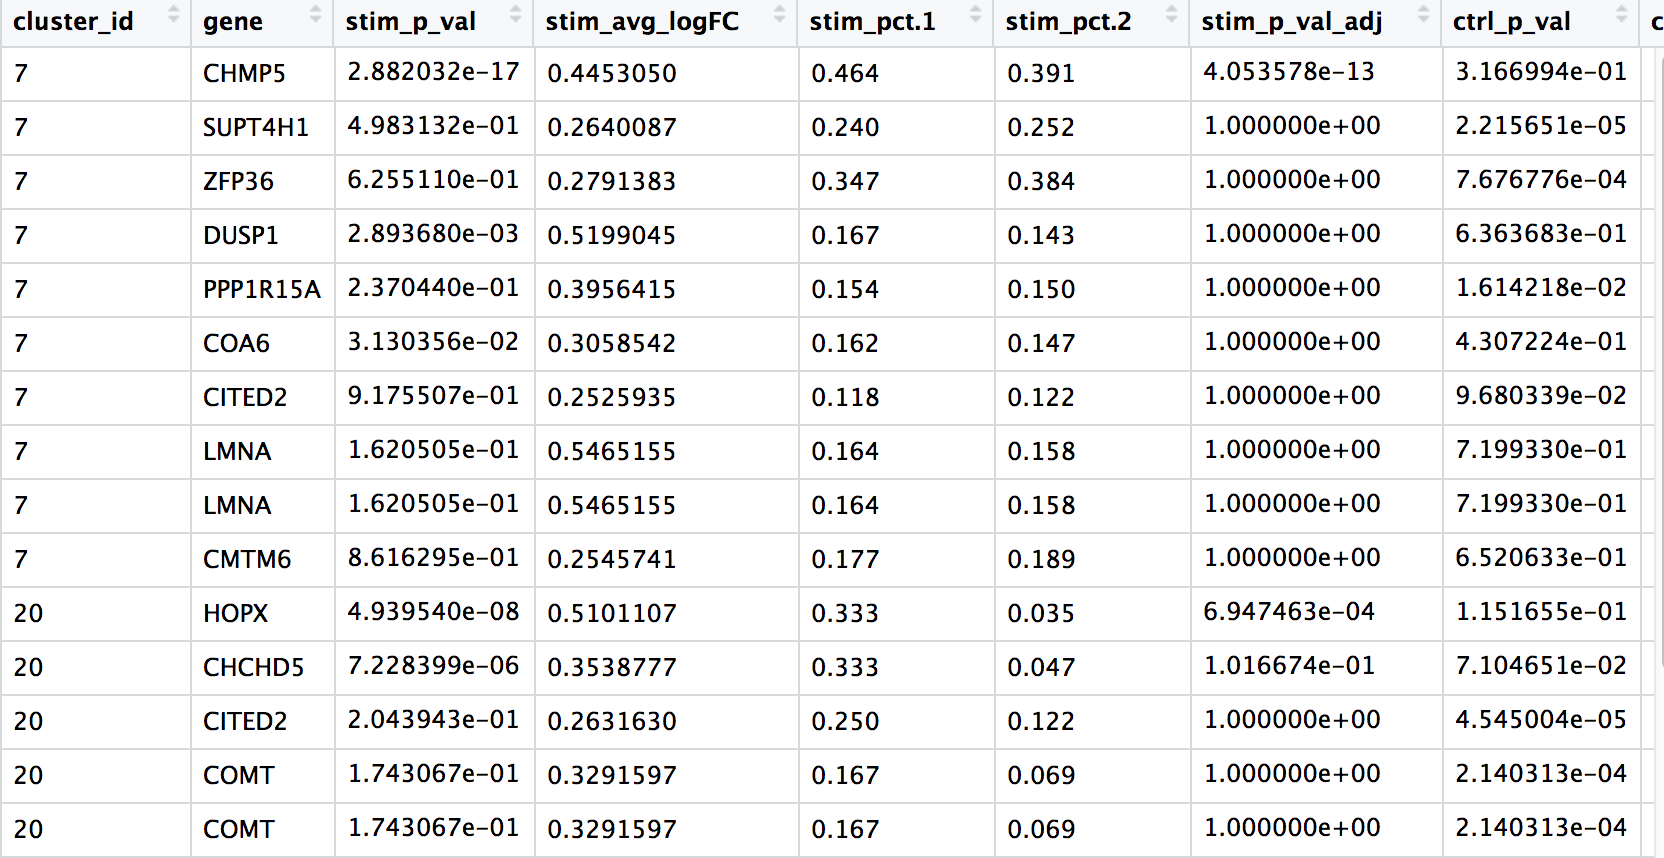 cluster_id gene stim_p_val stim_avg_logFC stim_pct.1 stim_pct.2 stim_p_val_adj ctrl_p_val c
7 CHMP5 2.882032e-17 0.4453050 0.464 0.391 4.053578e-13 3.166994e-01
7 SUPT4H1 4.983132e-01 0.2640087 0.240 0.252 1.000000e+00 2.215651e-05
7 ZFP36 6.255110e-01 0.2791383 0.347 0.384 1.000000e+00 7.676776e-04
7 DUSP1 2.893680e-03 0.5199045 0.167 0.143 1.000000e+00 6.363683e-01
7 PPP1R15A 2.370440e-01 0.3956415 0.154 0.150 1.000000e+00 1.614218e-02
7 COA6 3.130356e-02 0.3058542 0.162 0.147 1.000000e+00 4.307224e-01
7 CITED2 9.175507e-01 0.2525935 0.118 0.122 1.000000e+00 9.680339e-02
7 LMNA 1.620505e-01 0.5465155 0.164 0.158 1.000000e+00 7.199330e-01
7 LMNA 1.620505e-01 0.5465155 0.164 0.158 1.000000e+00 7.199330e-01
7 CMTM6 8.616295e-01 0.2545741 0.177 0.189 1.000000e+00 6.520633e-01
20 HOPX 4.939540e-08 0.5101107 0.333 0.035 6.947463e-04 1.151655e-01
20 CHCHD5 7.228399e-06 0.3538777 0.333 0.047 1.016674e-01 7.104651e-02
20 CITED2 2.043943e-01 0.2631630 0.250 0.122 1.000000e+00 4.545004e-05
20 COMT 1.743067e-01 0.3291597 0.167 0.069 1.000000e+00 2.140313e-04
20 COMT 1.743067e-01 0.3291597 0.167 0.069 1.000000e+00 2.140313e-04